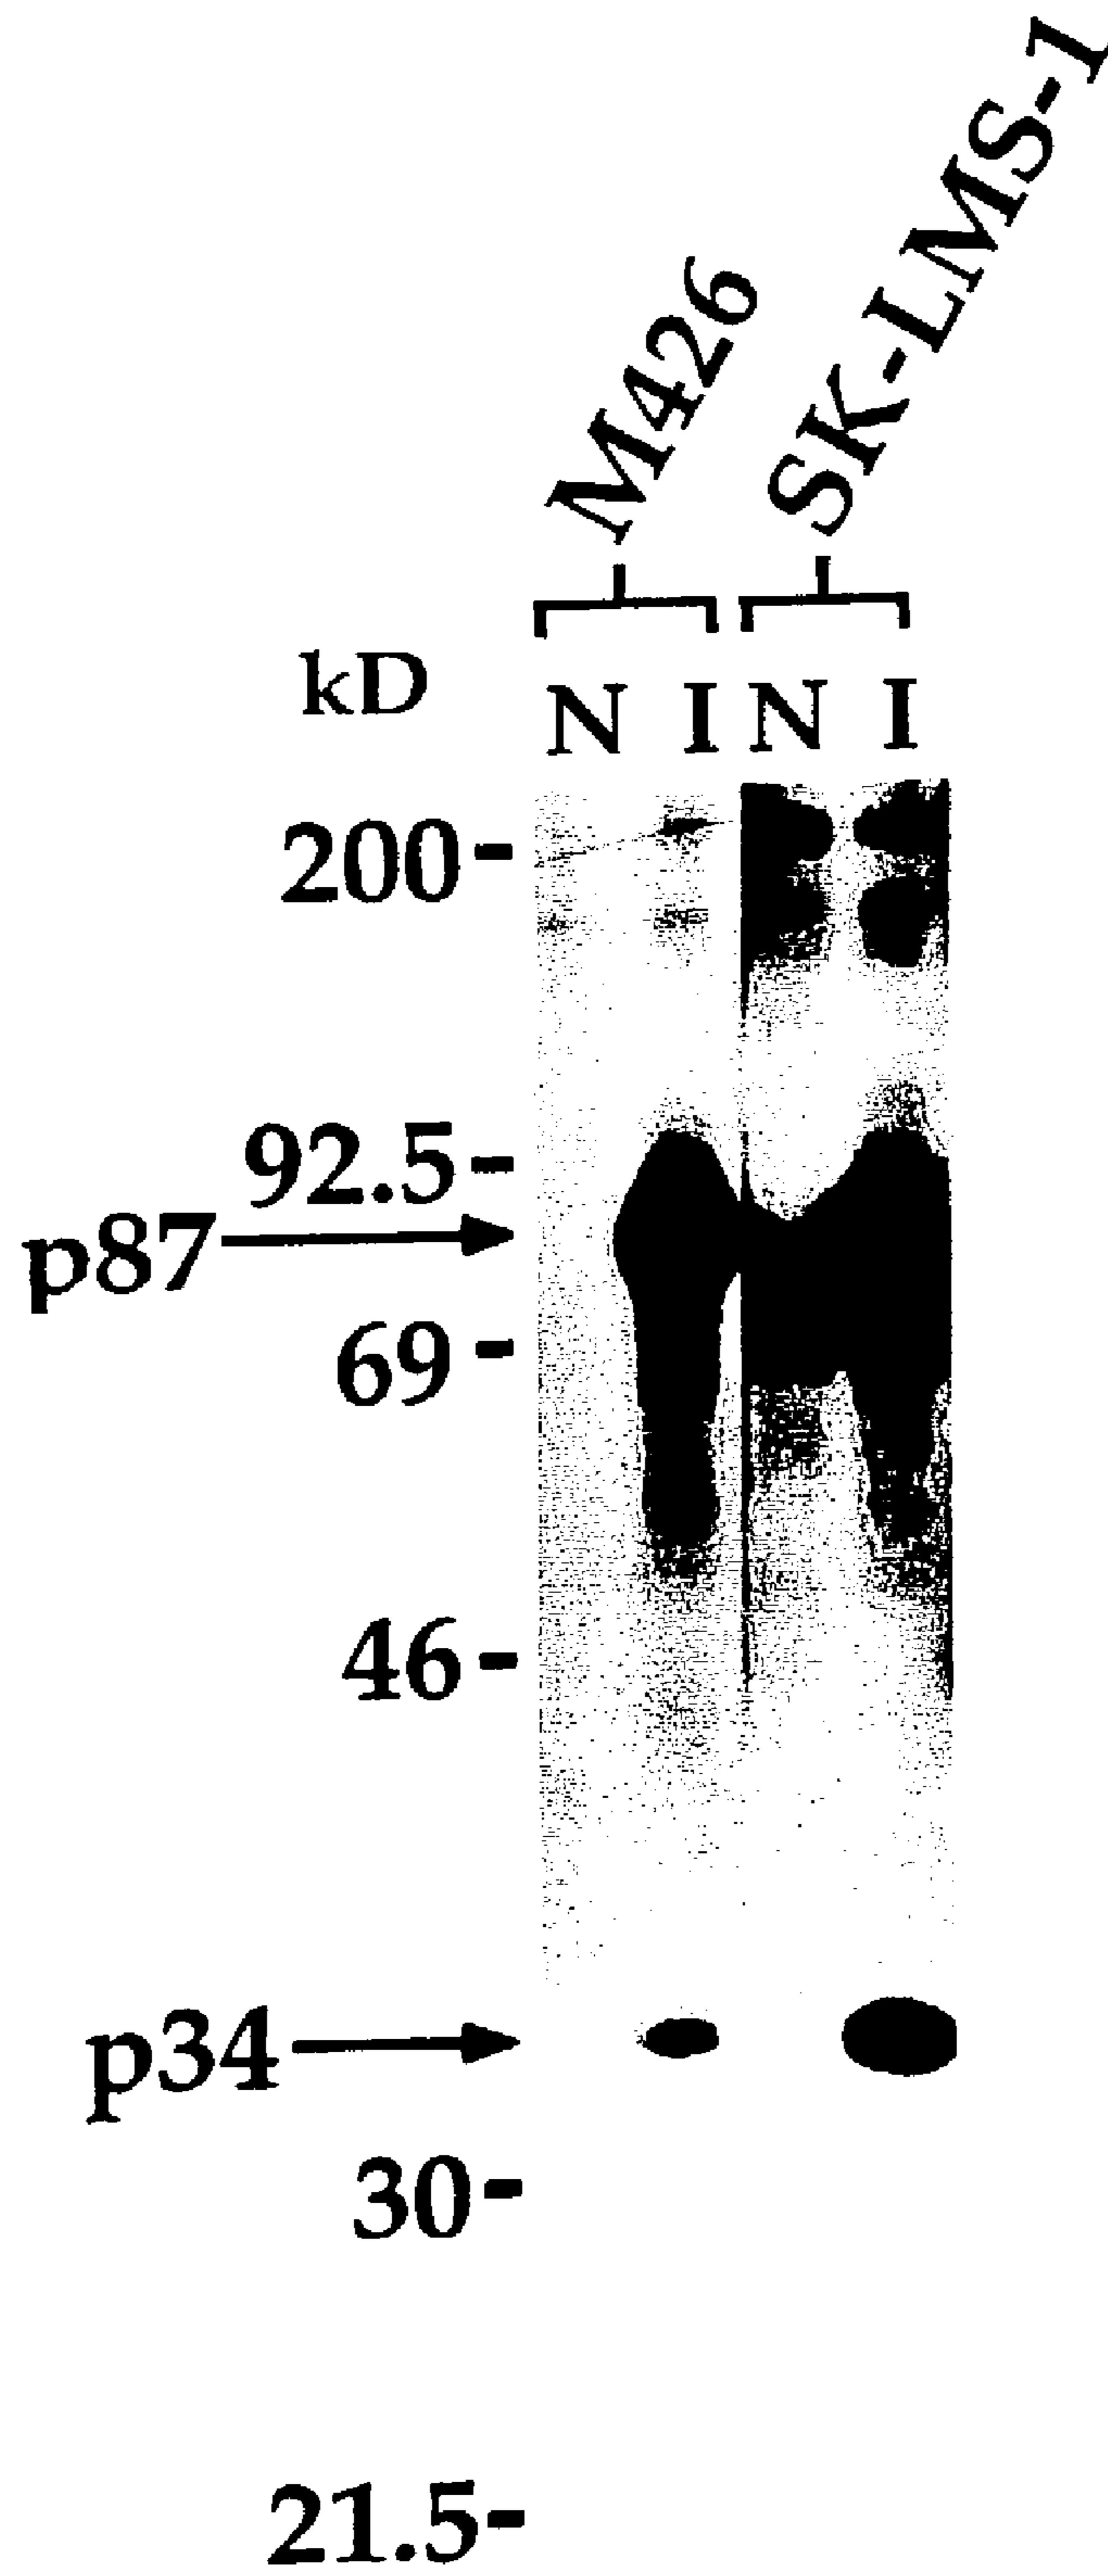 M426
SK-LMS-1
kD
N I N I
200-
92.5-
p87
69-
46-
p34
30-
21.5-